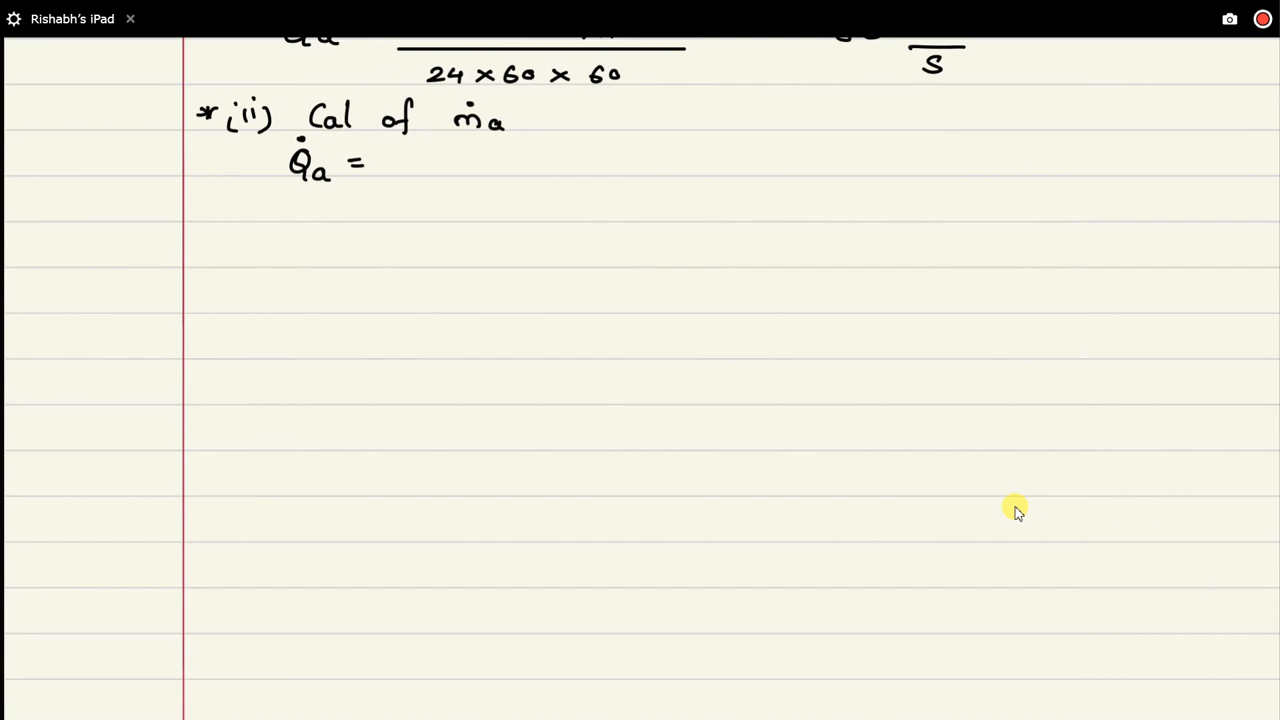 Rishabh's iPad
S
24 × 60 × 60
*(ii) Cal of ṁa
Q̇a =